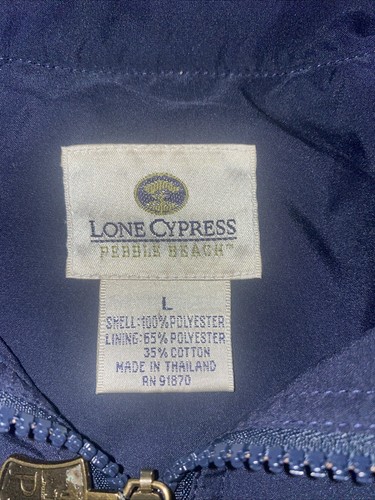 LONE CYPRESS
PEBBLE BEACH™
L
SHELL:100%POLYESTER
LINING:65%POLYESTER
35%COTTON
MADE IN THAILAND
RN 91870